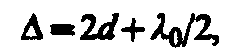 Δ = 2d + λ₀/2,